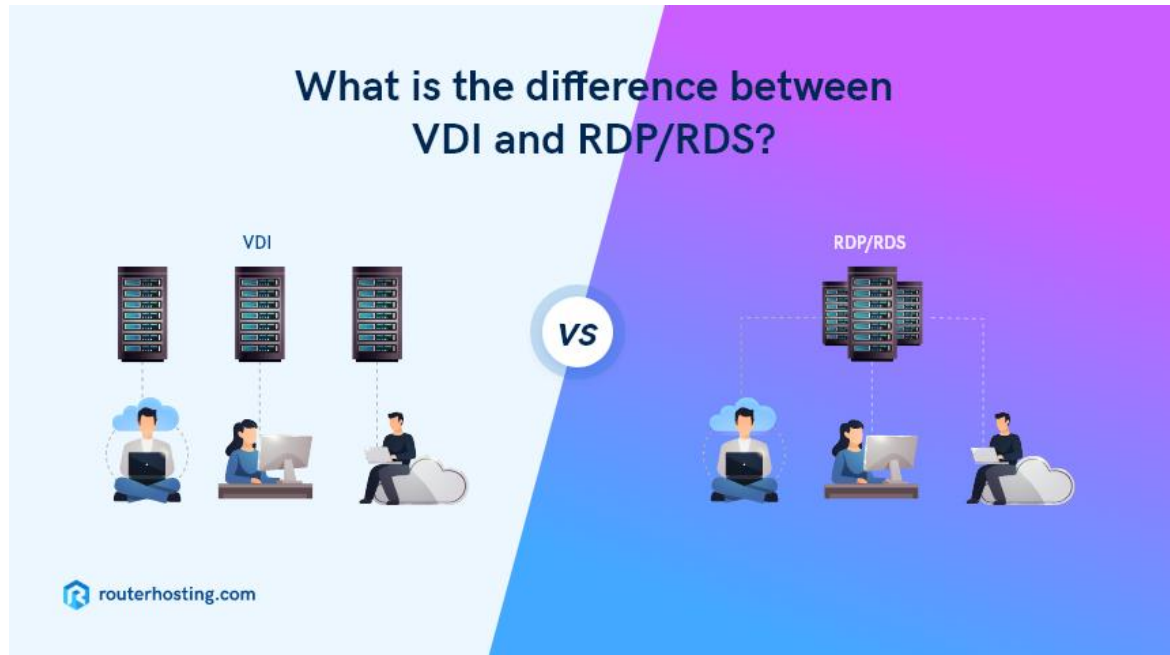 What is the difference between
VDI and RDP/RDS?
VDI
RDP/RDS
VS
routerhosting.com